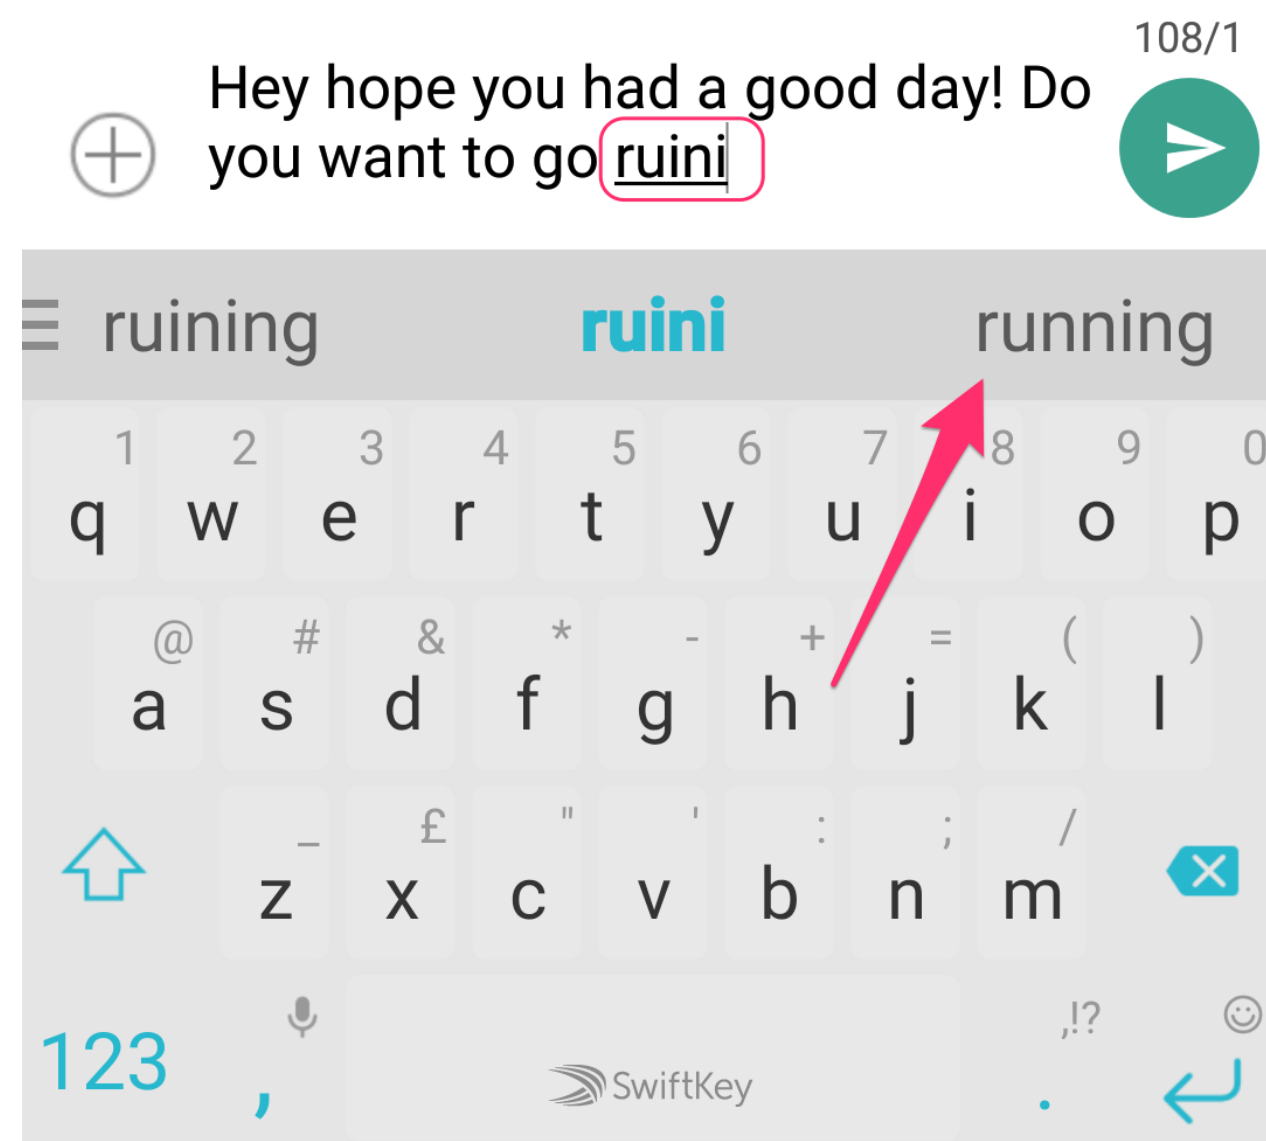 108/1
Hey hope you had a good day! Do
you want to go ruini
ruining ruini running
1 2 3 4 5 6 7 8 9 0
q w e r t y u i o p
@ # & * - + = ( )
a s d f g h j k l
_ £ " ' : ; /
z x c v b n m
,!?
123 , SwiftKey .